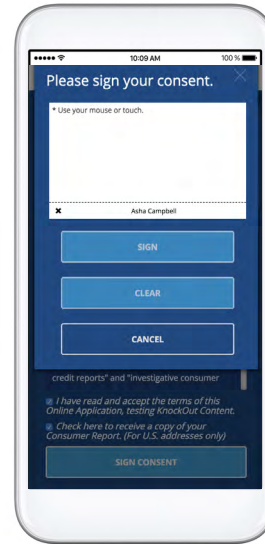 10:09 AM 100 %
Please sign your consent.
* Use your mouse or touch.
✖ Asha Campbell
SIGN
CLEAR
CANCEL
credit reports" and "investigative consumer
I have read and accept the terms of this
Online Application, testing KnockOut Content.
Check here to receive a copy of your
Consumer Report. (For U.S. addresses only)
SIGN CONSENT